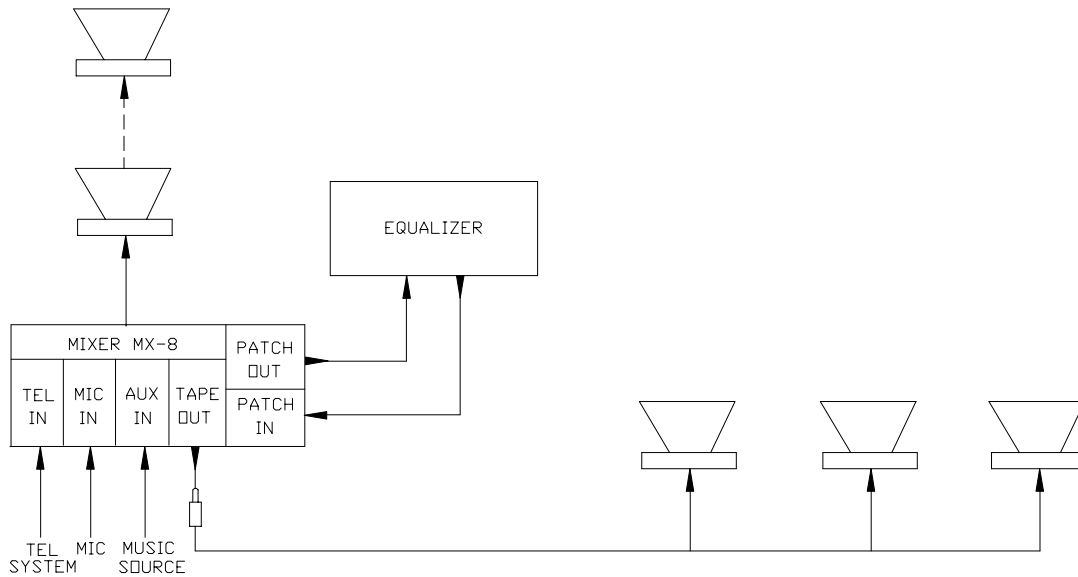 EQUALIZER
MIXER MX-8
PATCH
OUT
TEL
IN
MIC
IN
AUX
IN
TAPE
OUT
PATCH
IN
TEL
SYSTEM
MIC
MUSIC
SOURCE